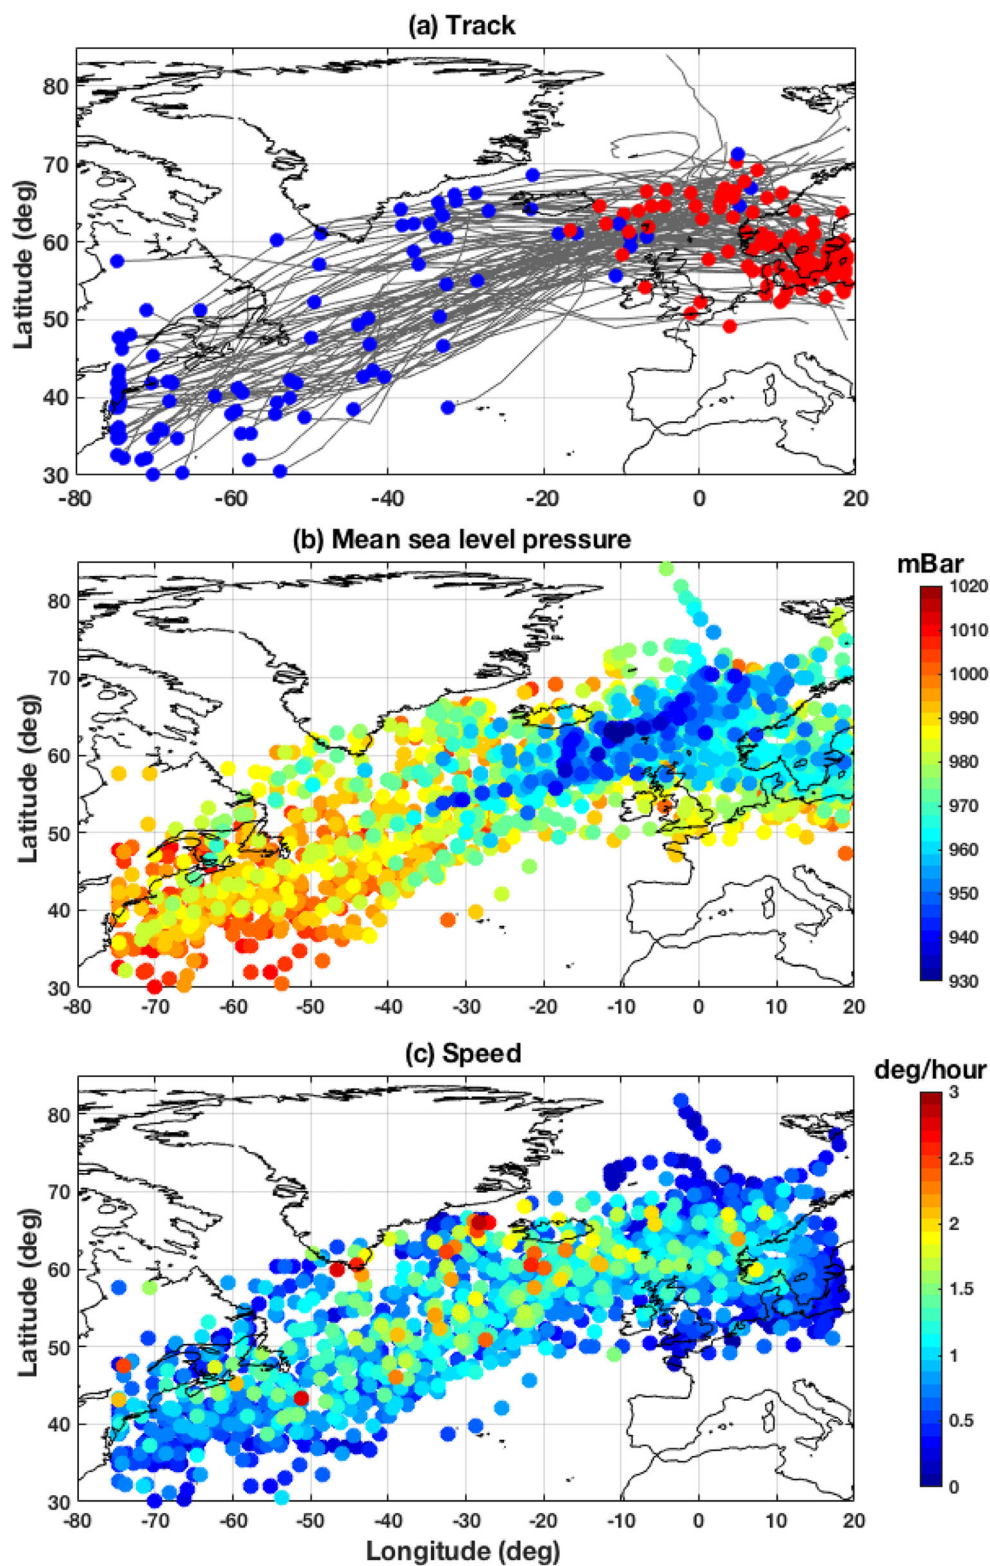 (a) Track
Latitude (deg)
80
70
60
50
40
30
-80 -60 -40 -20 0 20
(b) Mean sea level pressure
mBar
Latitude (deg)
80
70
60
50
40
30
-80 -70 -60 -50 -40 -30 -20 -10 0 10 20
1020
1010
1000
990
980
970
960
950
940
930
(c) Speed
deg/hour
Latitude (deg)
80
70
60
50
40
30
-80 -70 -60 -50 -40 -30 -20 -10 0 10 20
Longitude (deg)
3
2.5
2
1.5
1
0.5
0